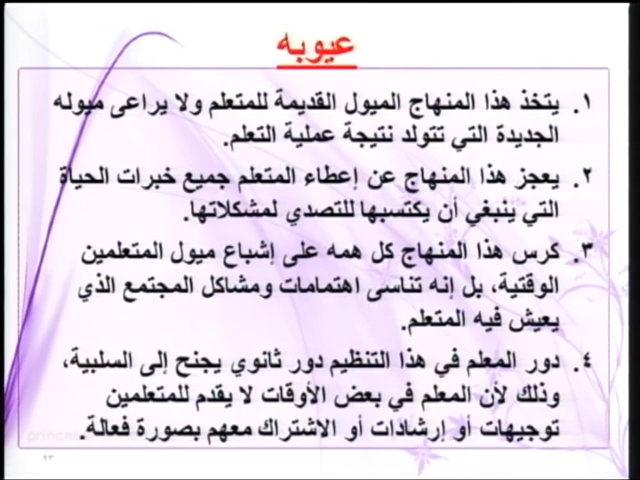 عيوبه
١. يتخذ هذا المنهاج الميول القديمة للمتعلم ولا يراعى ميوله
الجديدة التي تتولد نتيجة عملية التعلم.
٢. يعجز هذا المنهاج عن إعطاء المتعلم جميع خبرات الحياة
التي ينبغي أن يكتسبها للتصدي لمشكلاتها.
٣. كرس هذا المنهاج كل همه على إشباع ميول المتعلمين
الوقتية، بل إنه تناسى اهتمامات ومشاكل المجتمع الذي
يعيش فيه المتعلم.
٤. دور المعلم في هذا التنظيم دور ثانوي يجنح إلى السلبية،
وذلك لأن المعلم في بعض الأوقات لا يقدم للمتعلمين
توجيهات أو إرشادات أو الاشتراك معهم بصورة فعالة.
٢٣